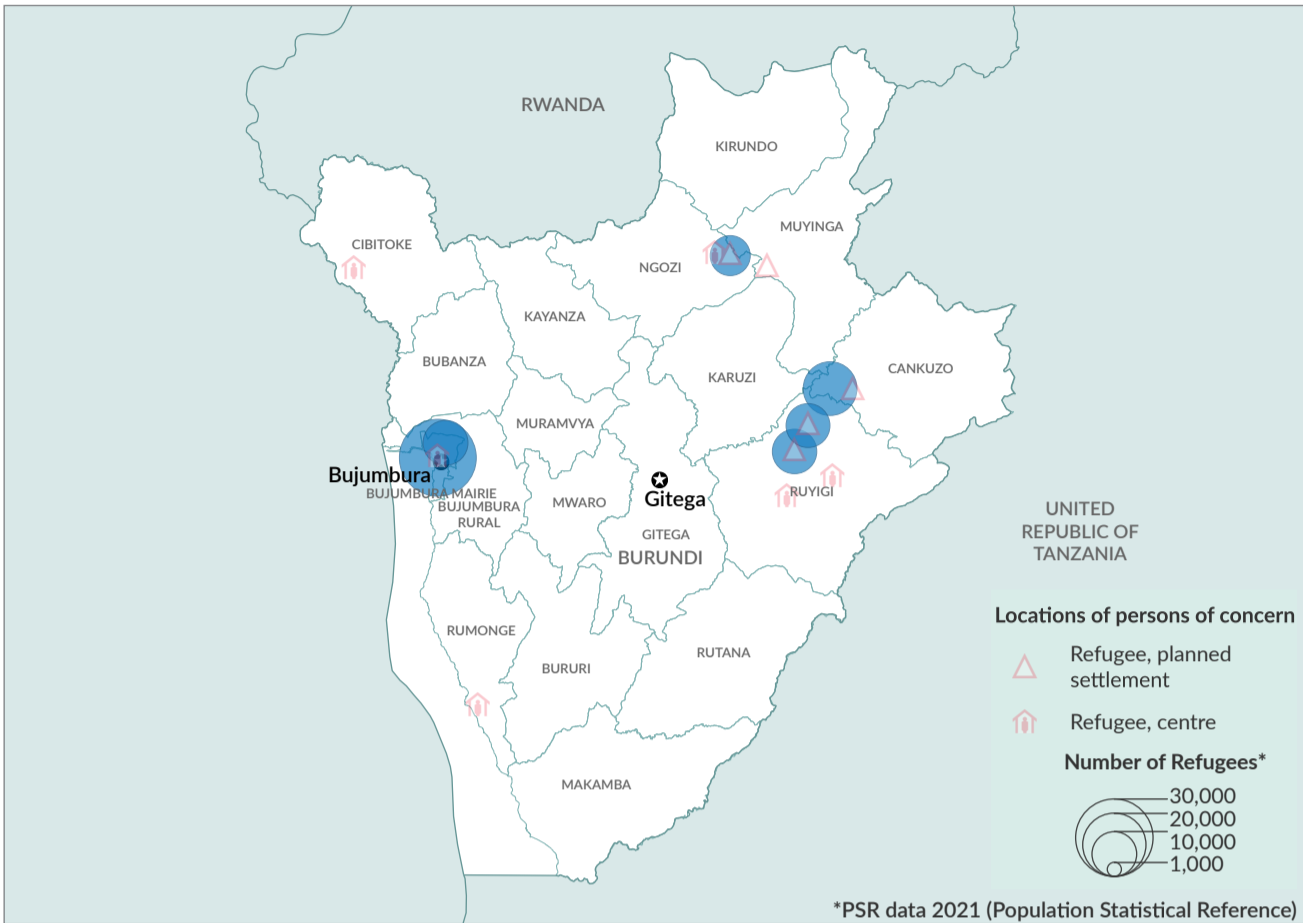 RWANDA
KIRUNDO
MUYINGA
CIBITOKE
NGOZI
KAYANZA
BUBANZA
KARUZI
CANKUZO
MURAMVYA
Bujumbura
BUJUMBURA MAIRIE
BUJUMBURA
RURAL
MWARO
Gitega
RUYIGI
GITEGA
BURUNDI
UNITED
REPUBLIC OF
TANZANIA
RUMONGE
BURURI
RUTANA
MAKAMBA
Locations of persons of concern
Refugee, planned
settlement
Refugee, centre
Number of Refugees*
30,000
20,000
10,000
1,000
*PSR data 2021 (Population Statistical Reference)